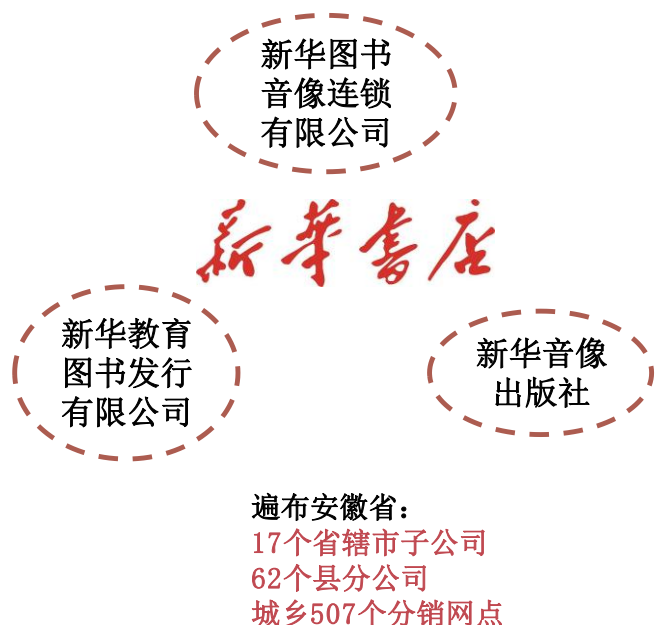 新华图书
音像连锁
有限公司
新華書店
新华教育
图书发行
有限公司
新华音像
出版社
遍布安徽省：
17个省辖市子公司
62个县分公司
城乡507个分销网点